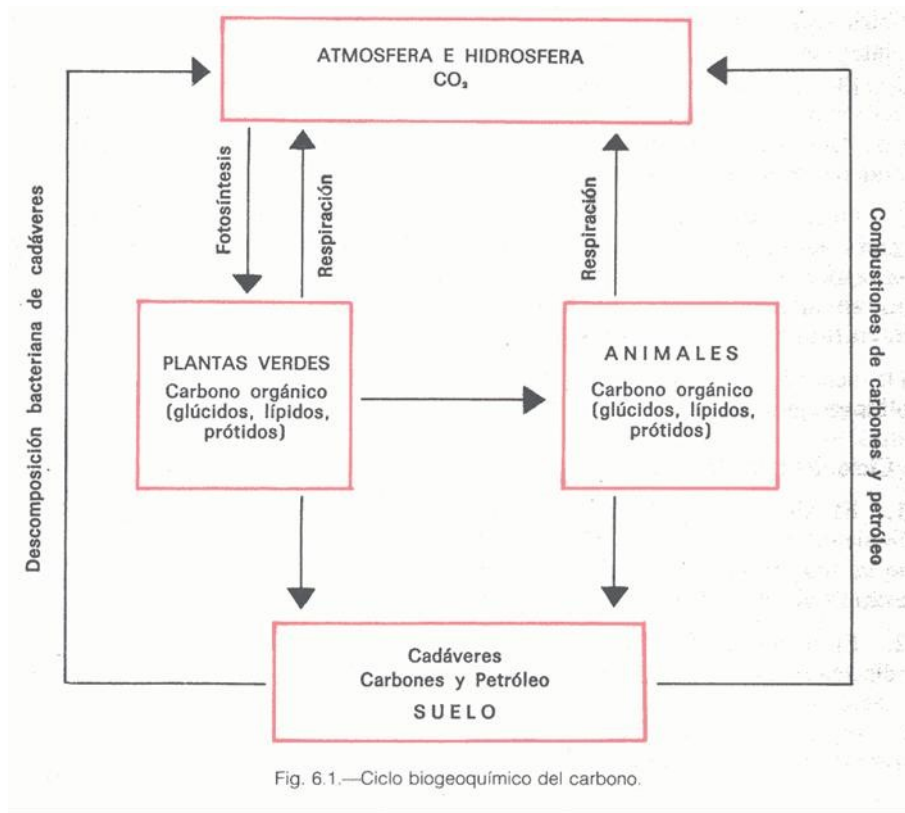 ATMOSFERA E HIDROSFERA
CO₂
Descomposición bacteriana de cadáveres
Fotosíntesis
Respiración
Respiración
Combustiones de carbones y petróleo
PLANTAS VERDES
Carbono orgánico
(glúcidos, lípidos,
prótidos)
ANIMALES
Carbono orgánico
(glúcidos, lípidos,
prótidos)
Cadáveres
Carbones y Petróleo
SUELO
Fig. 6.1.—Ciclo biogeoquímico del carbono.